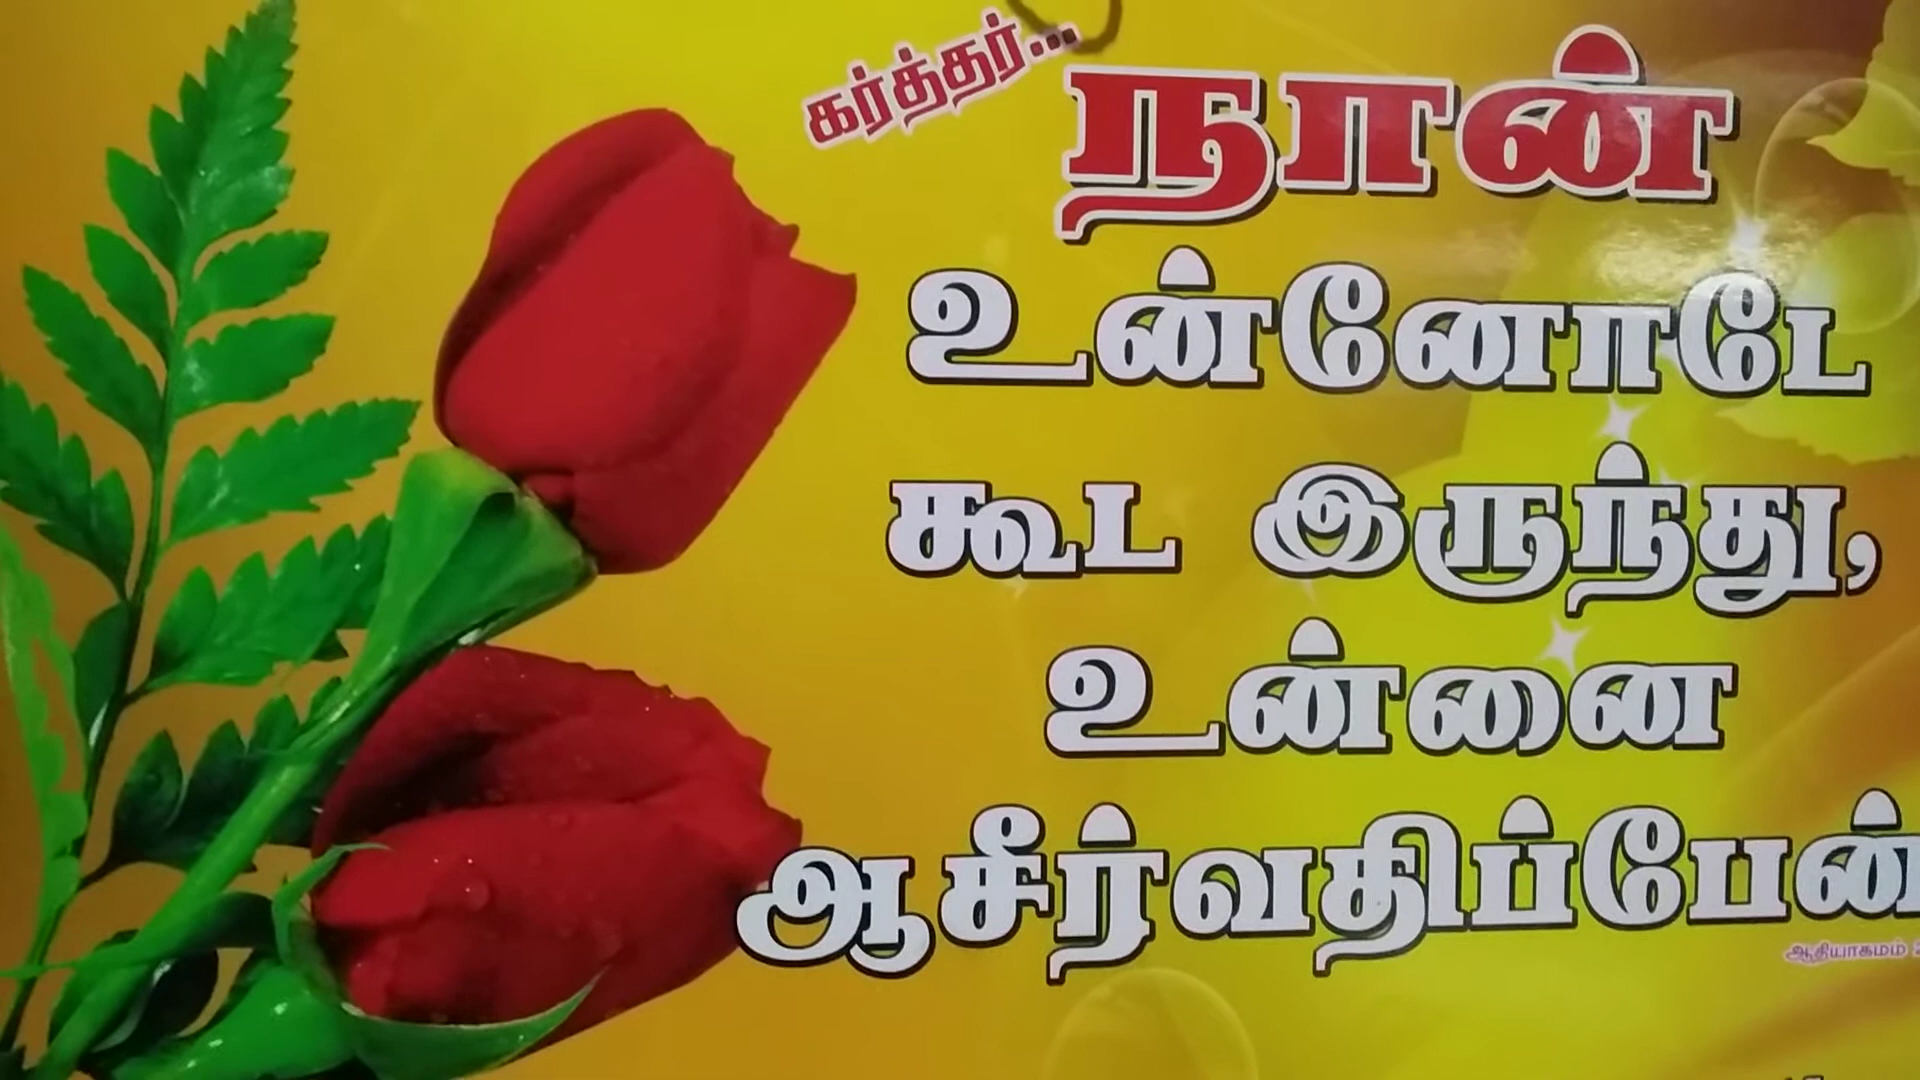 கர்த்தர்...
நான்
உன்னோடே
கூட இருந்து,
உன்னை
ஆசீர்வதிப்பேன்
ஆதியாகமம்